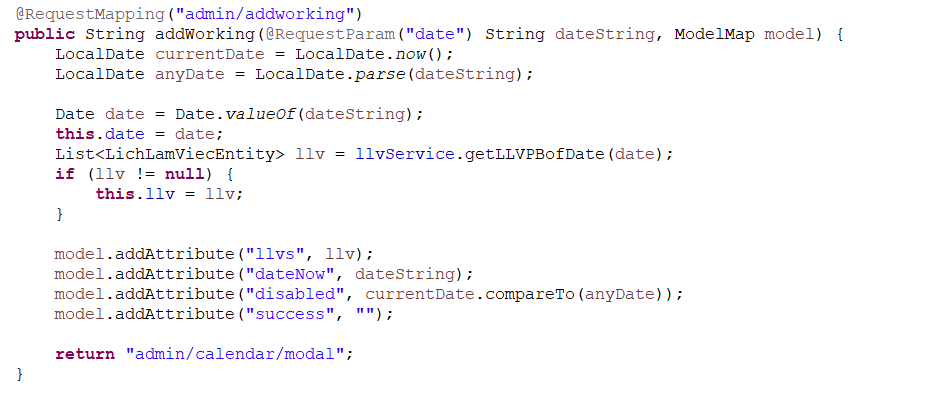 @RequestMapping("admin/addworking")
public String addWorking(@RequestParam("date") String dateString, ModelMap model) {
    LocalDate currentDate = LocalDate.now();
    LocalDate anyDate = LocalDate.parse(dateString);

    Date date = Date.valueOf(dateString);
    this.date = date;
    List<LichLamViecEntity> llv = llvService.getLLVPBofDate(date);
    if (llv != null) {
        this.llv = llv;
    }

    model.addAttribute("llvs", llv);
    model.addAttribute("dateNow", dateString);
    model.addAttribute("disabled", currentDate.compareTo(anyDate));
    model.addAttribute("success", "");

    return "admin/calendar/modal";
}